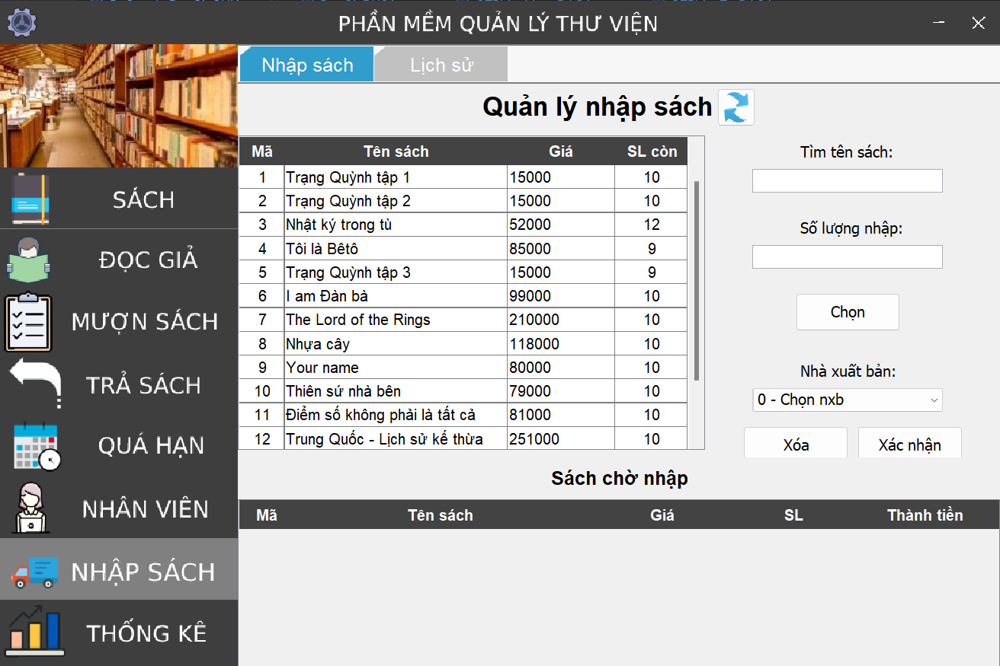 PHẦN MỀM QUẢN LÝ THƯ VIỆN
Nhập sách
Lịch sử
SÁCH
ĐỌC GIẢ
MƯỢN SÁCH
TRẢ SÁCH
QUÁ HẠN
NHÂN VIÊN
NHẬP SÁCH
THỐNG KÊ
Quản lý nhập sách
Mã Tên sách Giá SL còn
1 Trạng Quỳnh tập 1 15000 10
2 Trạng Quỳnh tập 2 15000 10
3 Nhật ký trong tù 52000 12
4 Tôi là Bêtô 85000 9
5 Trạng Quỳnh tập 3 15000 9
6 I am Đàn bà 99000 10
7 The Lord of the Rings 210000 10
8 Nhựa cây 118000 10
9 Your name 80000 10
10 Thiên sứ nhà bên 79000 10
11 Điểm số không phải là tất cả 81000 10
12 Trung Quốc - Lịch sử kế thừa 251000 10
Tìm tên sách:
Số lượng nhập:
Chọn
Nhà xuất bản:
0 - Chọn nxb
Xóa
Xác nhận
Sách chờ nhập
Mã Tên sách Giá SL Thành tiền